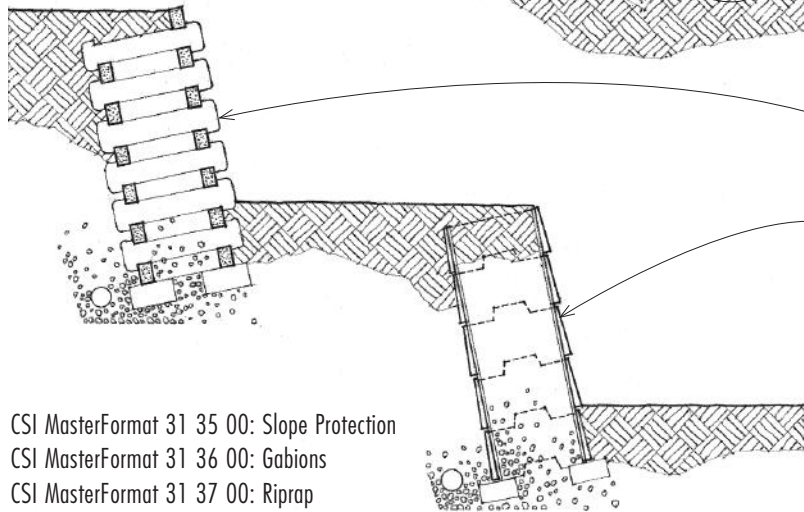 CSI MasterFormat 31 35 00: Slope Protection
CSI MasterFormat 31 36 00: Gabions
CSI MasterFormat 31 37 00: Riprap